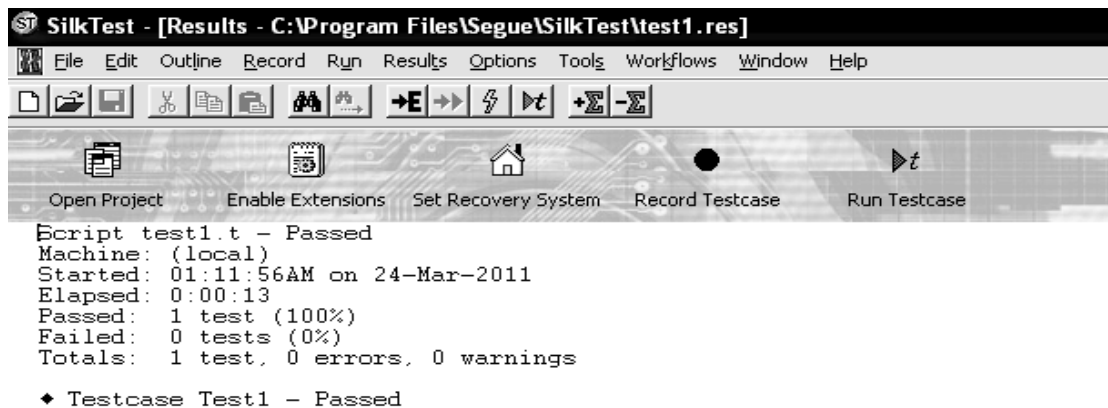 SilkTest - [Results - C:\Program Files\Segue\SilkTest\test1.res]
File Edit Outline Record Run Results Options Tools Workflows Window Help
Open Project Enable Extensions Set Recovery System Record Testcase Run Testcase
Script test1.t - Passed
Machine: (local)
Started: 01:11:56AM on 24-Mar-2011
Elapsed: 0:00:13
Passed: 1 test (100%)
Failed: 0 tests (0%)
Totals: 1 test, 0 errors, 0 warnings
◆ Testcase Test1 - Passed